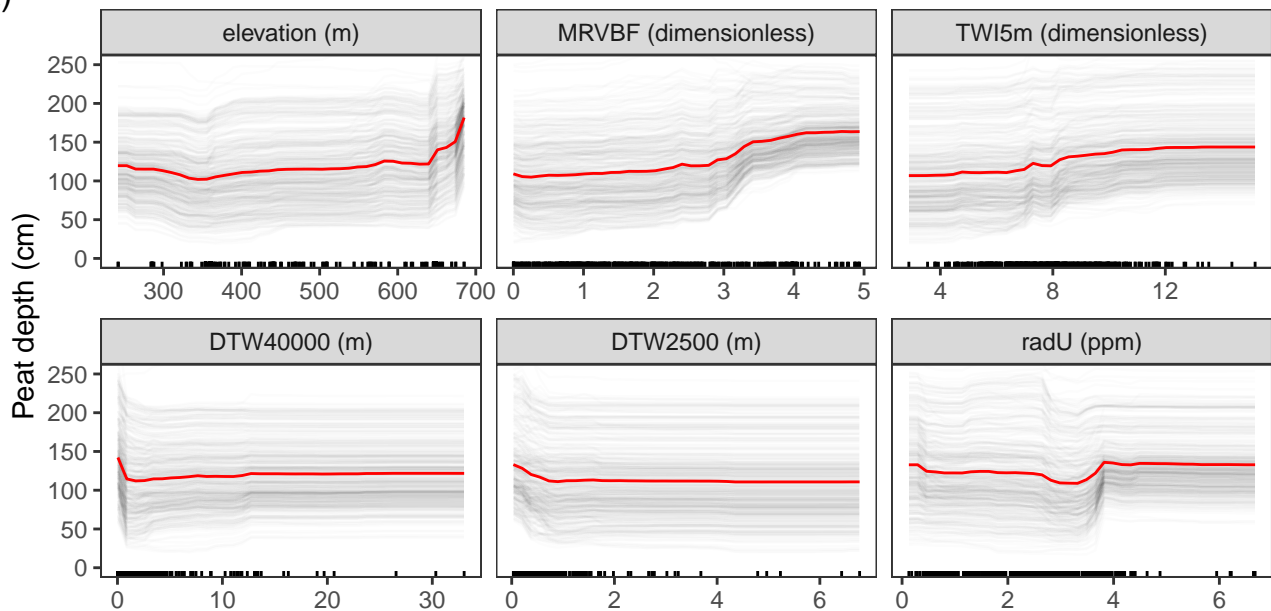 )
elevation (m) MRVBF (dimensionless) TWI5m (dimensionless)
250
200
150
100
50
0
300 400 500 600 700 0 1 2 3 4 5 4 8 12
Peat depth (cm)
DTW40000 (m) DTW2500 (m) radU (ppm)
250
200
150
100
50
0
0 10 20 30 0 2 4 6 0 2 4 6